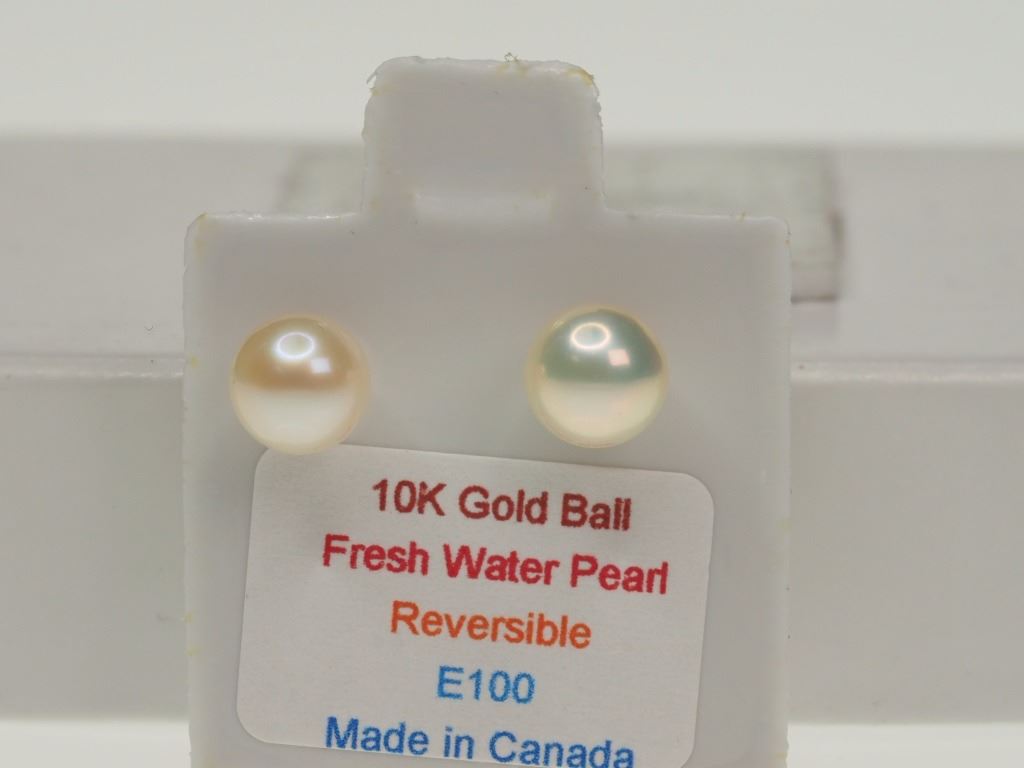 10K Gold Ball
Fresh Water Pearl
Reversible
E100
Made in Canada